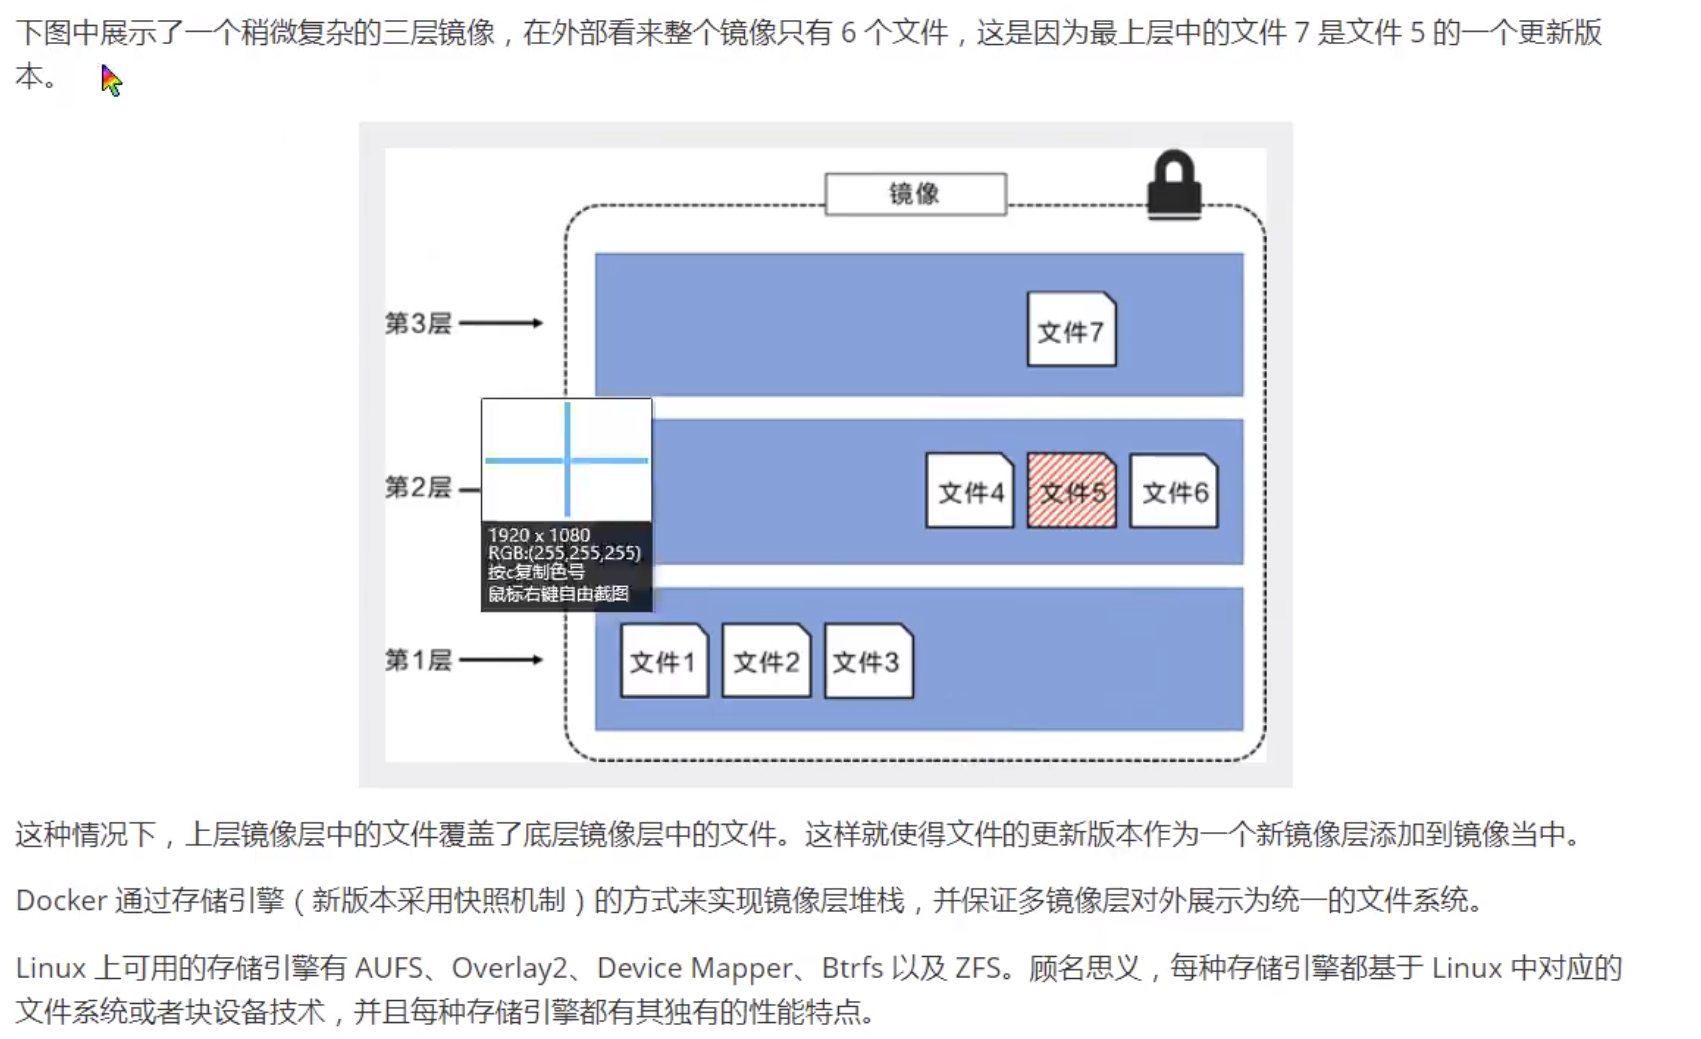 下图中展示了一个稍微复杂的三层镜像，在外部看来整个镜像只有 6 个文件，这是因为最上层中的文件 7 是文件 5 的一个更新版
本。
镜像
第3层
文件7
第2层
文件4
文件5
文件6
1920 x 1080
RGB:(255,255,255)
按c复制色号
鼠标右键自由截图
第1层
文件1
文件2
文件3
这种情况下，上层镜像层中的文件覆盖了底层镜像层中的文件。这样就使得文件的更新版本作为一个新镜像层添加到镜像当中。
Docker 通过存储引擎（新版本采用快照机制）的方式来实现镜像层堆栈，并保证多镜像层对外展示为统一的文件系统。
Linux 上可用的存储引擎有 AUFS、Overlay2、Device Mapper、Btrfs 以及 ZFS。顾名思义，每种存储引擎都基于 Linux 中对应的
文件系统或者块设备技术，并且每种存储引擎都有其独有的性能特点。